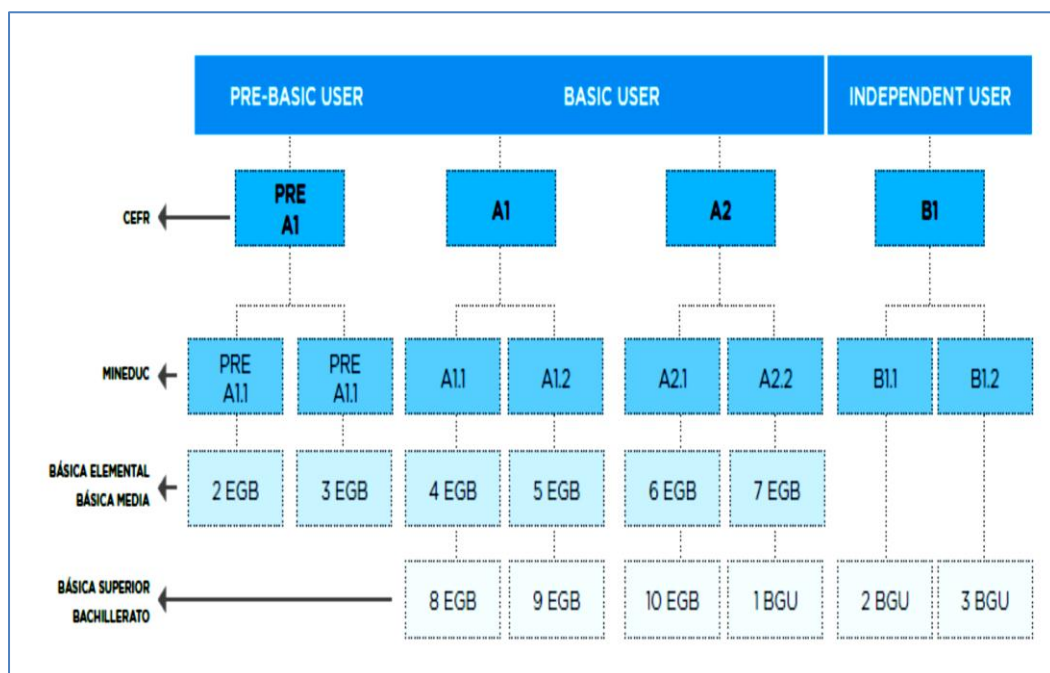 PRE-BASIC USER BASIC USER INDEPENDENT USER
CEFR
PRE
A1
A1
A2
B1
MINEDUC
PRE
A1.1
PRE
A1.1
A1.1
A1.2
A2.1
A2.2
B1.1
B1.2
BÁSICA ELEMENTAL
BÁSICA MEDIA
2 EGB
3 EGB
4 EGB
5 EGB
6 EGB
7 EGB
BÁSICA SUPERIOR
BACHILLERATO
8 EGB
9 EGB
10 EGB
1 BGU
2 BGU
3 BGU